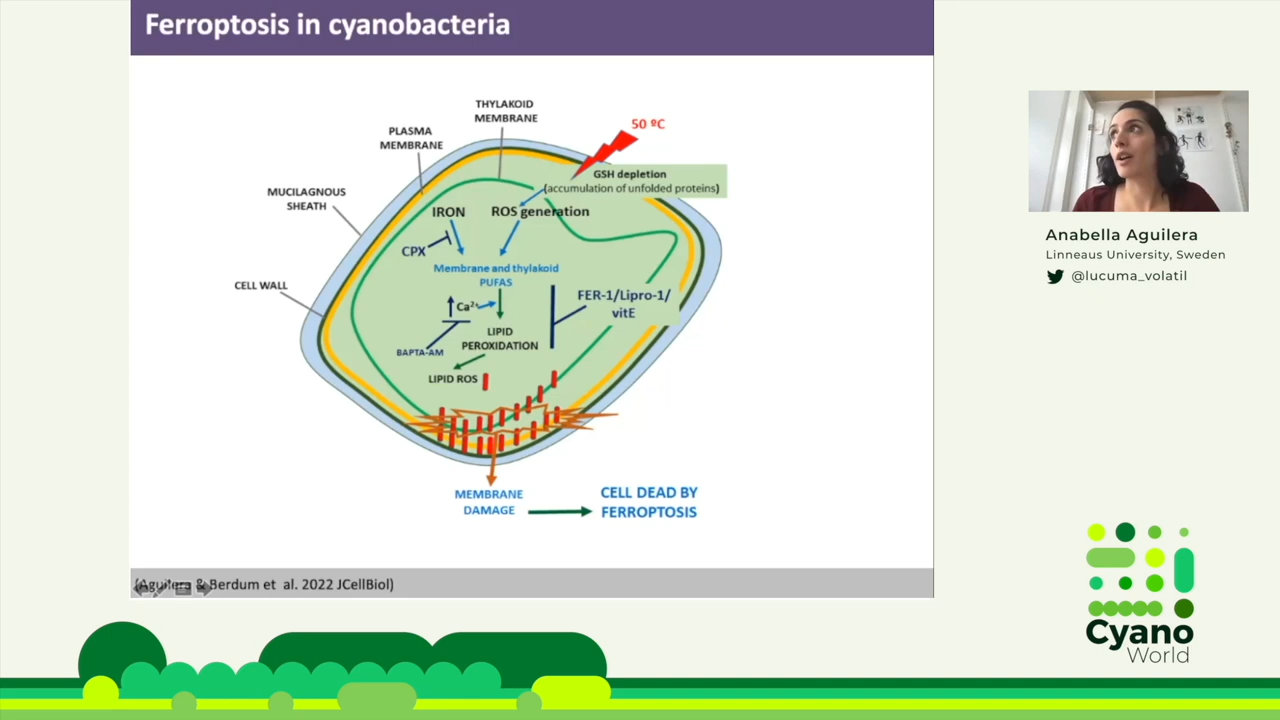 Ferroptosis in cyanobacteria
THYLAKOID
MEMBRANE
50 ºC
PLASMA
MEMBRANE
GSH depletion
(accumulation of unfolded proteins)
MUCILAGNOUS
SHEATH
IRON
ROS generation
CPX
Membrane and thylakoid
PUFAS
CELL WALL
Ca²⁺
FER-1/Lipro-1/
vitE
LIPID
PEROXIDATION
BAPTA-AM
LIPID ROS
MEMBRANE
DAMAGE
CELL DEAD BY
FERROPTOSIS
(Aguilera & Berdum et al. 2022 JCellBiol)
Anabella Aguilera
Linneaus University, Sweden
@lucuma_volatil
Cyano
World